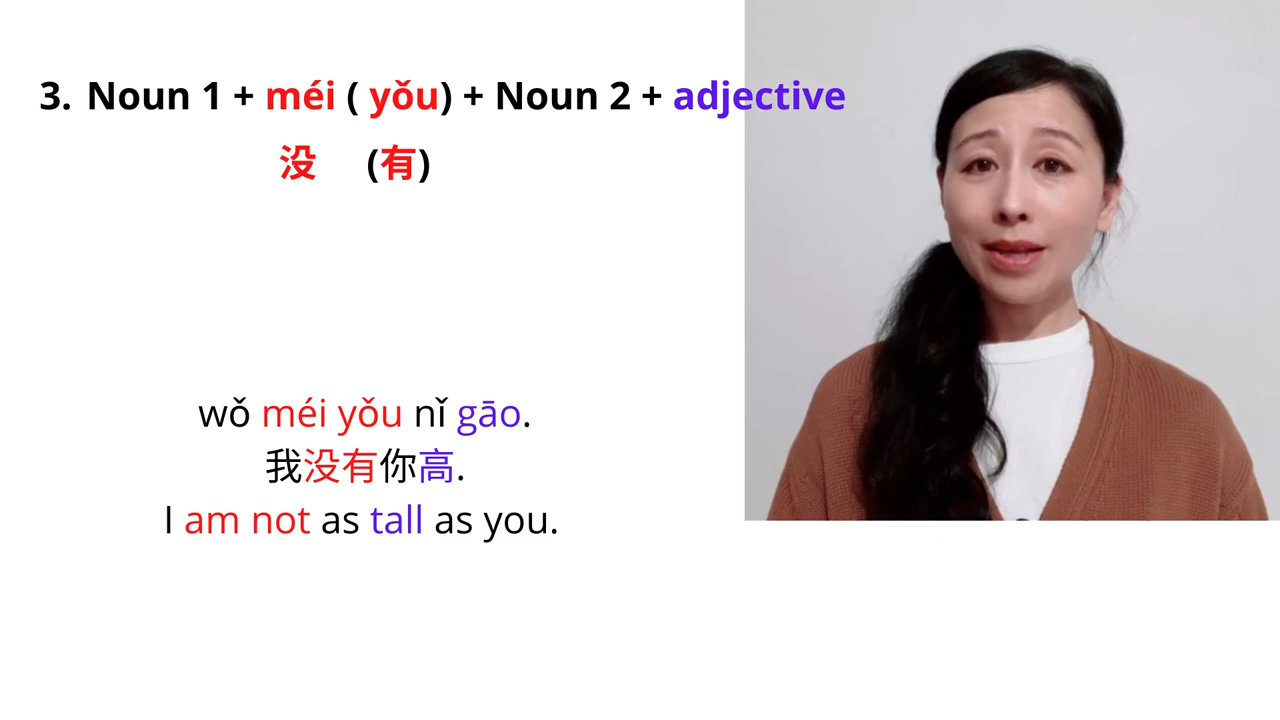 3. Noun 1 + méi ( yǒu) + Noun 2 + adjective
没 (有)
wǒ méi yǒu nǐ gāo.
我没有你高.
I am not as tall as you.